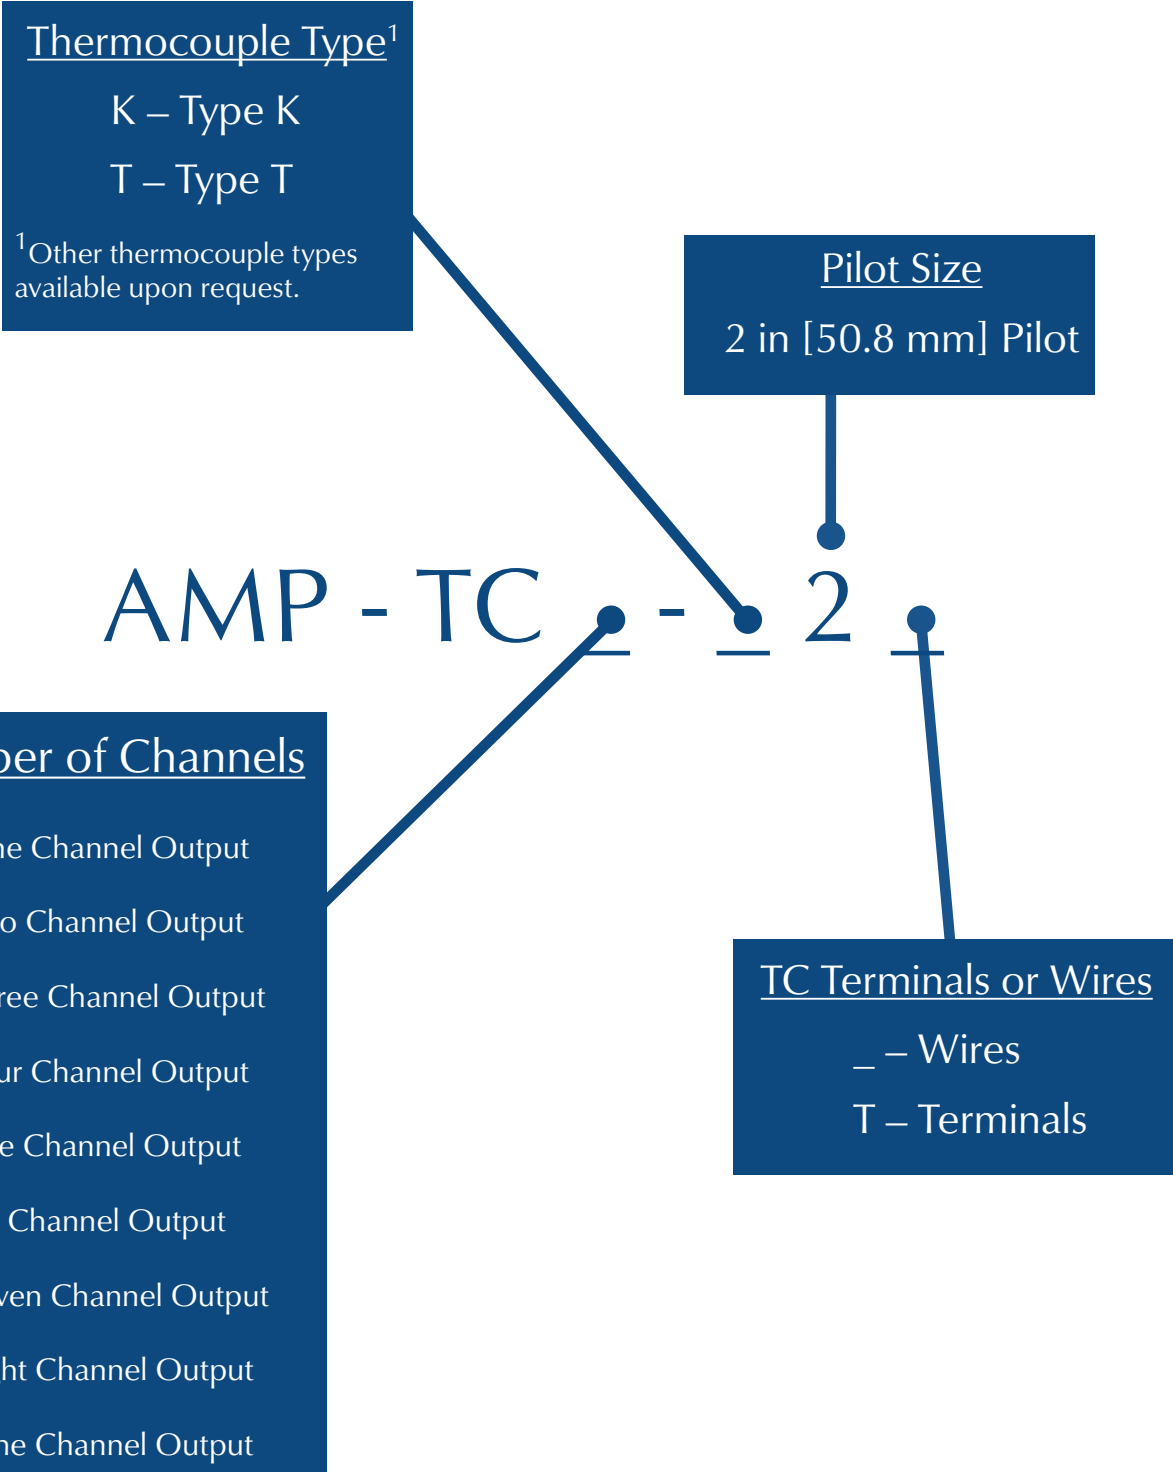 Thermocouple Type¹
K – Type K
T – Type T
¹Other thermocouple types
available upon request.
Pilot Size
2 in [50.8 mm] Pilot
AMP - TC _ - _ 2 _
of Channels
Channel Output
Channel Output
Channel Output
Channel Output
Channel Output
Channel Output
Channel Output
Channel Output
Channel Output
TC Terminals or Wires
_ – Wires
T – Terminals